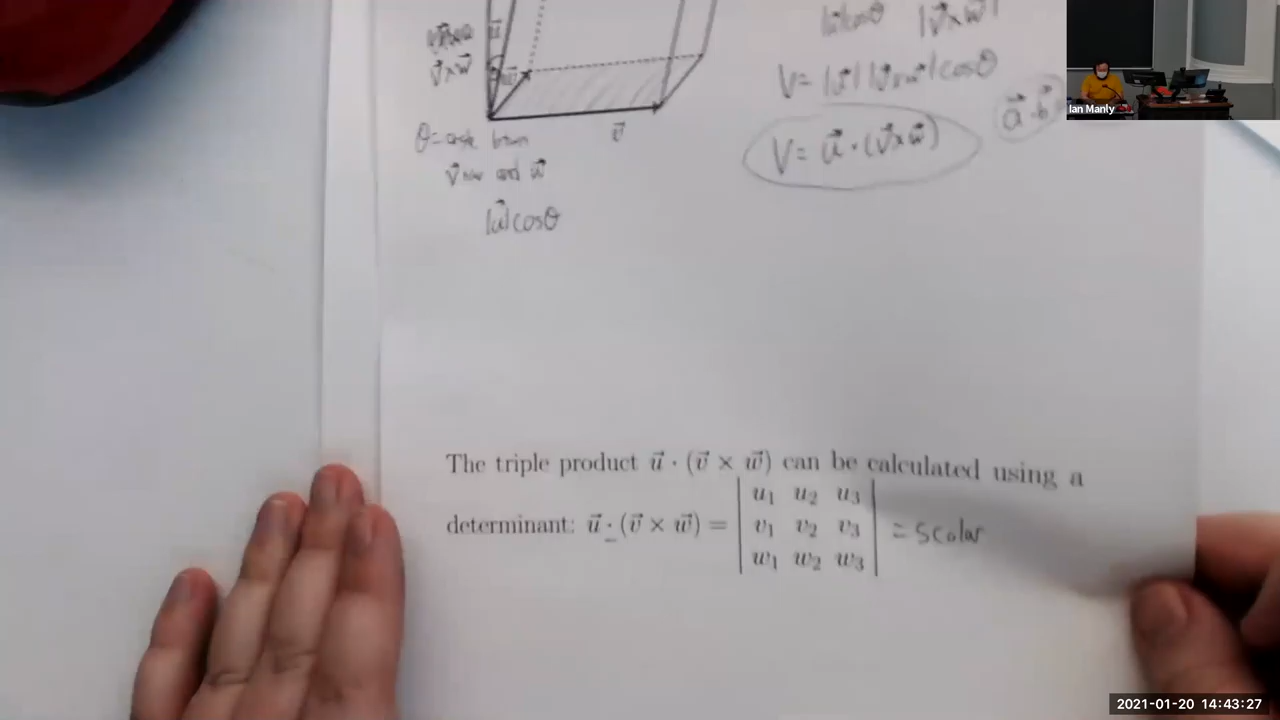 |u⃗|cosθ |v⃗×w⃗|
v⃗×w⃗
V= |u⃗| |v⃗×w⃗|cosθ
a⃗·b⃗
Ian Manly
θ= angle btwn
v⃗
V= u⃗·(v⃗×w⃗)
v⃗×w⃗ and u⃗
|u⃗|cosθ
The triple product u⃗ · (v⃗ × w⃗) can be calculated using a
determinant: u⃗ · (v⃗ × w⃗) = | u₁ u₂ u₃ |
| v₁ v₂ v₃ | = scalar
| w₁ w₂ w₃ |
2021-01-20 14:43:27